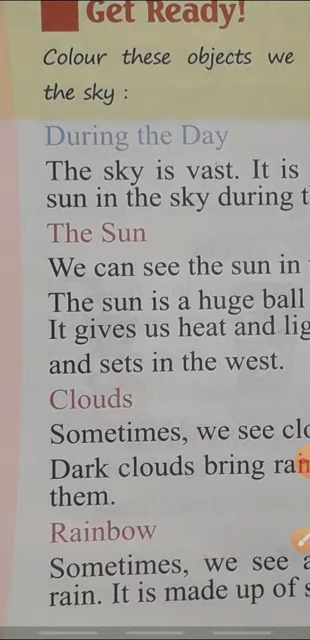 Get Ready!
Colour these objects we
the sky :
During the Day
The sky is vast. It is
sun in the sky during
The Sun
We can see the sun in
The sun is a huge ball
It gives us heat and
and sets in the west.
Clouds
Sometimes, we see
Dark clouds bring
them.
Rainbow
Sometimes, we see
rain. It is made up of